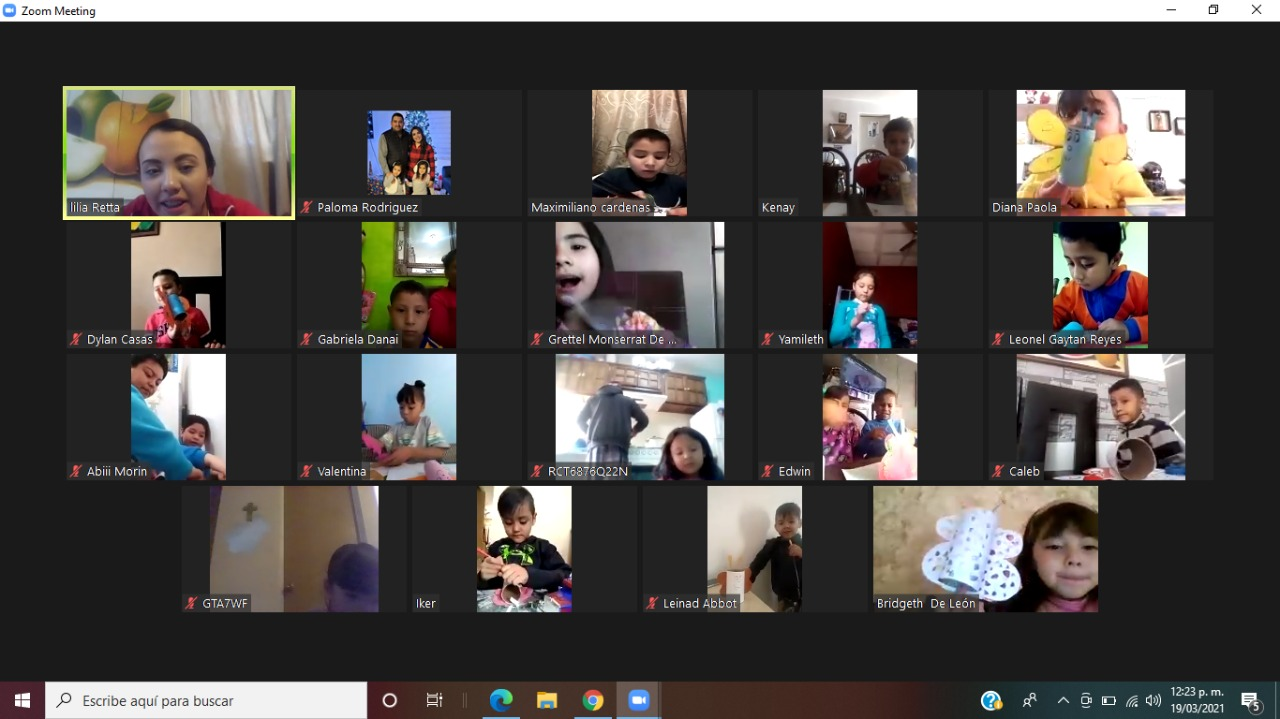 Zoom Meeting
lilia Retta
Paloma Rodriguez
Maximiliano cardenas
Kenay
Diana Paola
Dylan Casas
Gabriela Danai
Grettel Monserrat De ...
Yamileth
Leonel Gaytan Reyes
Abiii Morin
Valentina
RCT6876Q22N
Edwin
Caleb
GTA7WF
Iker
Leinad Abbot
Bridgeth De León
Escribe aquí para buscar
12:23 p. m.
19/03/2021
5